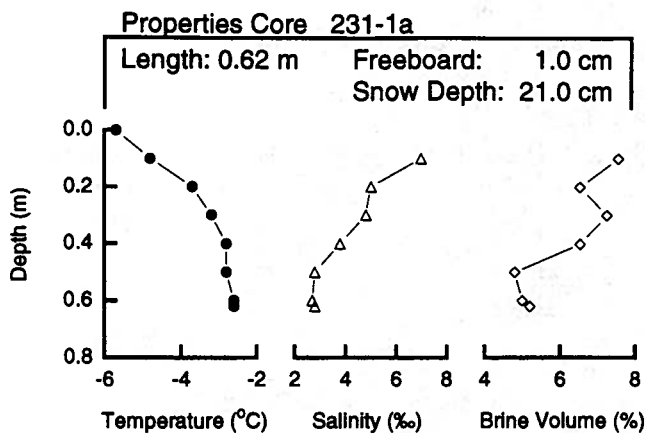 Properties Core 231-1a
Length: 0.62 m Freeboard: 1.0 cm
Snow Depth: 21.0 cm
Depth (m)
0.0
0.2
0.4
0.6
0.8
-6 -4 -2 2 4 6 8 4 6 8
Temperature (°C) Salinity (‰) Brine Volume (%)